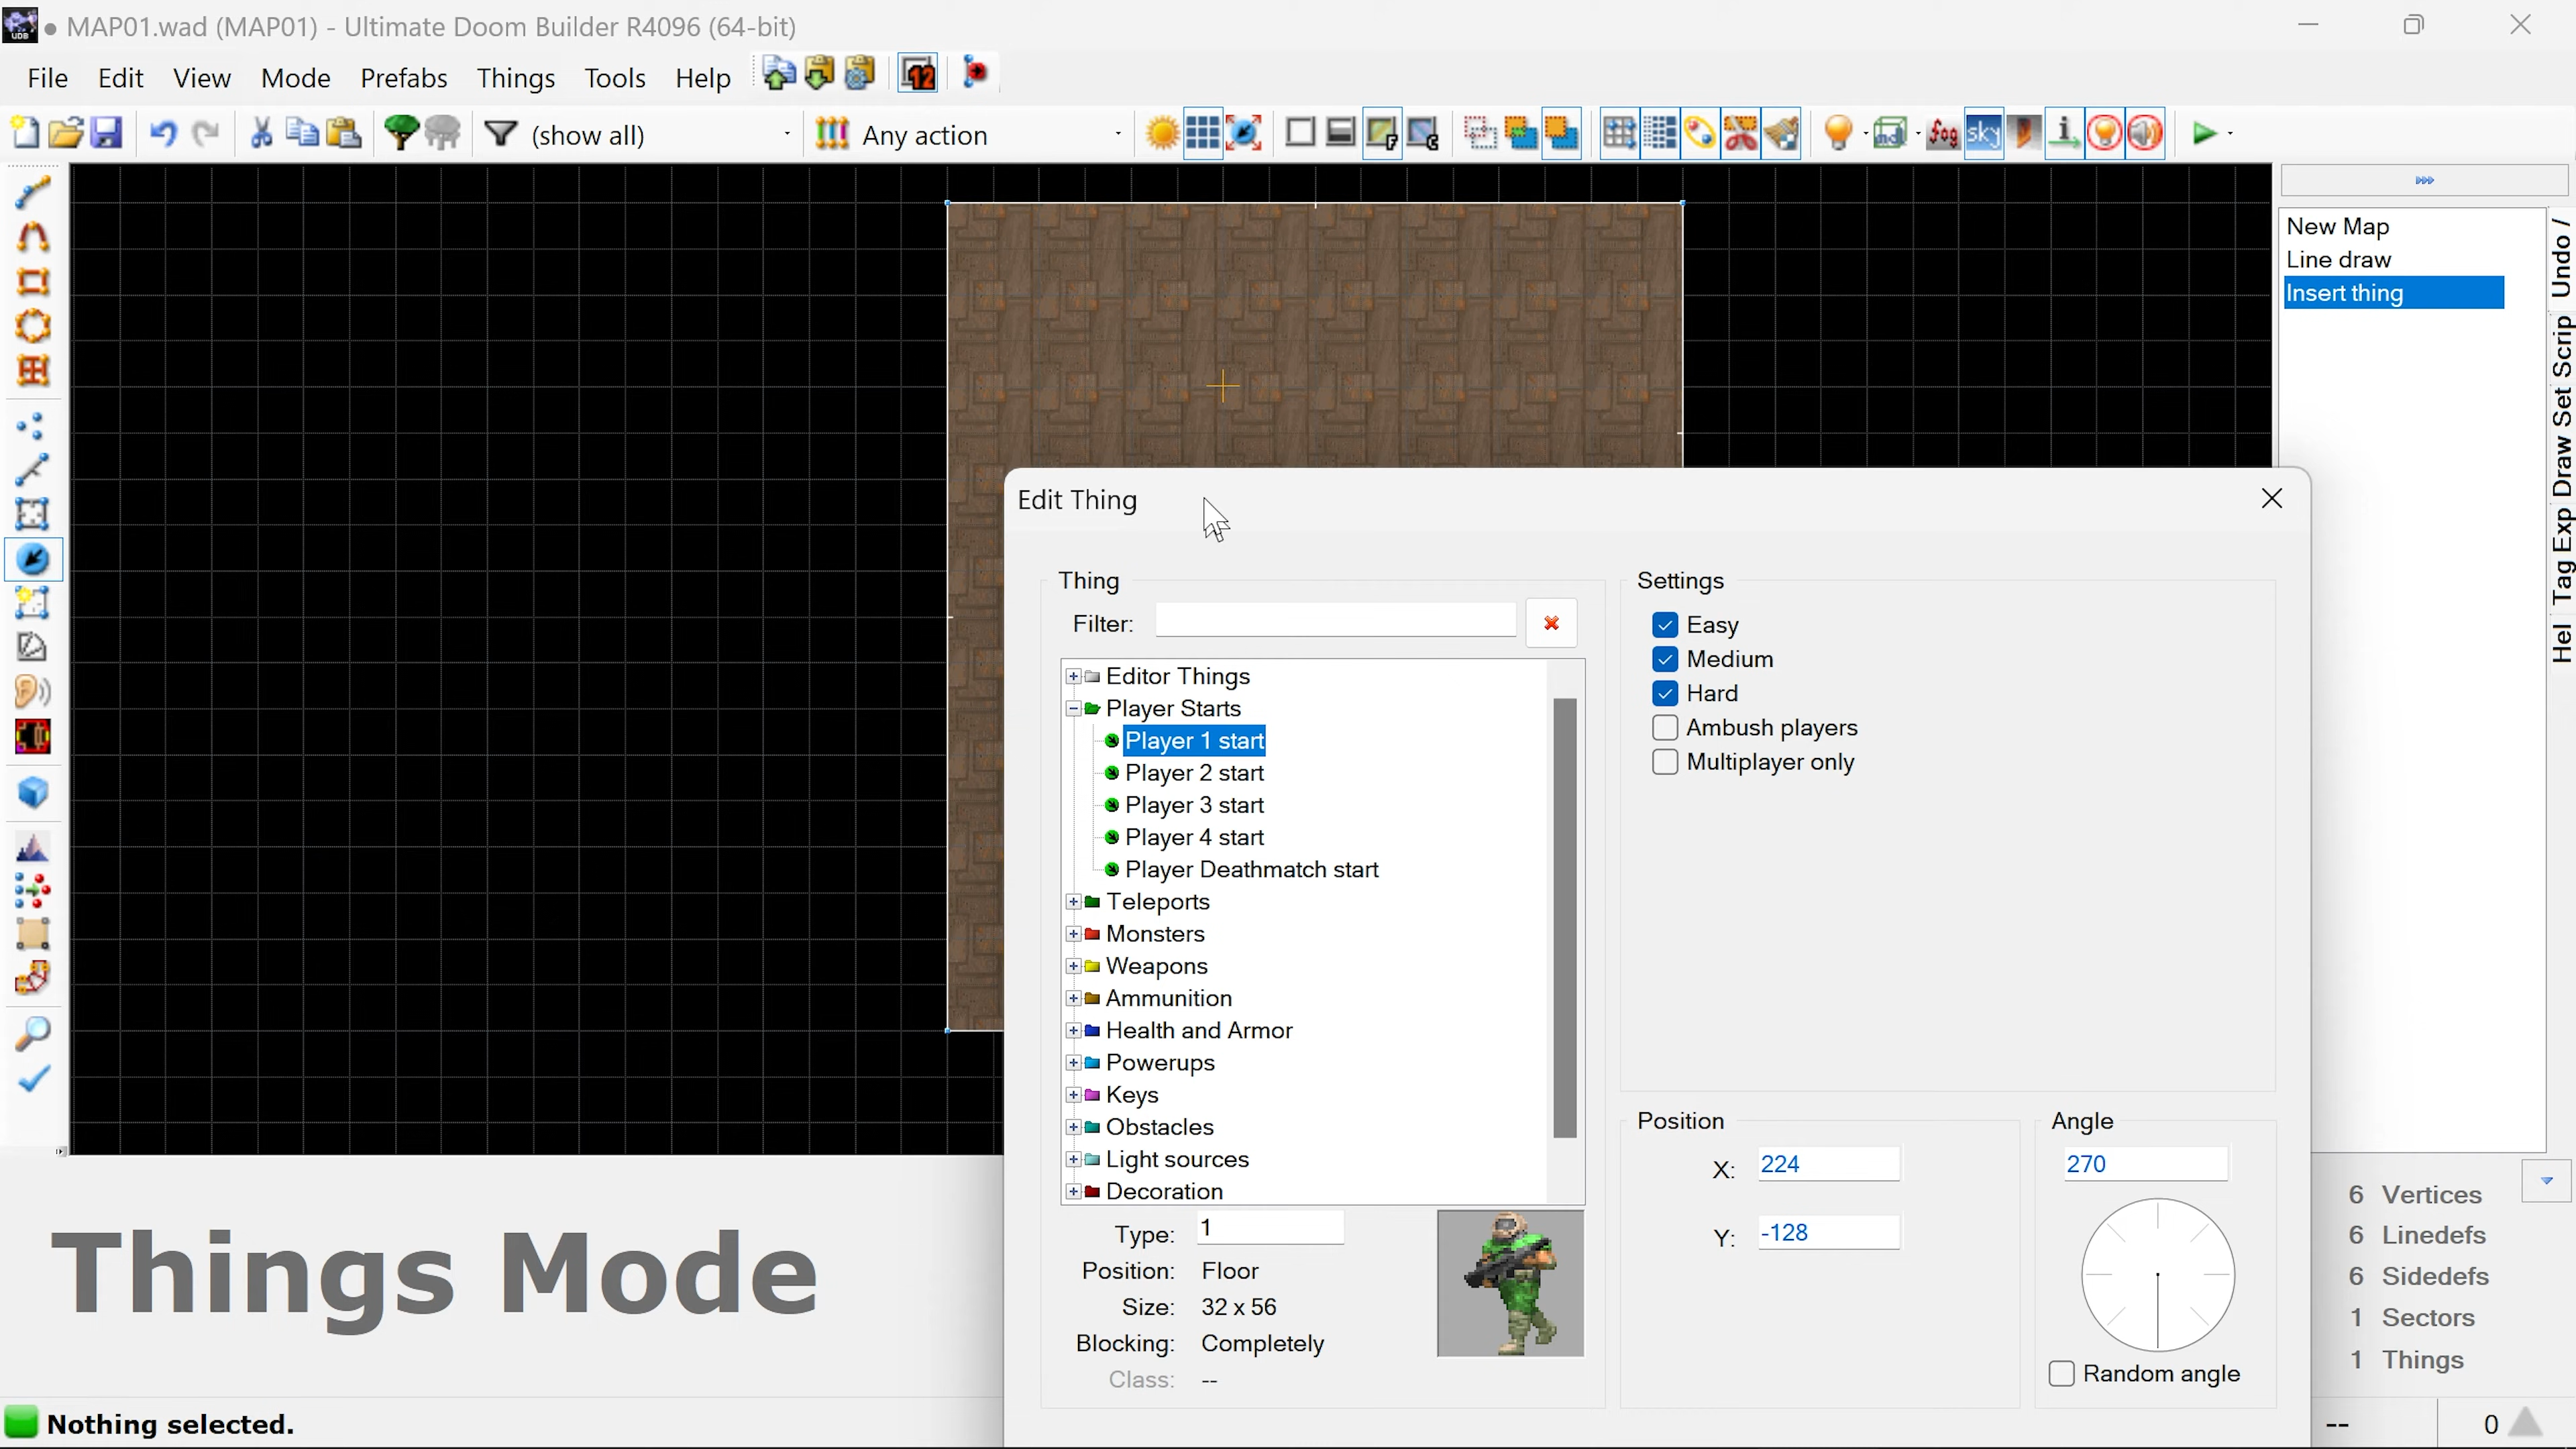 MAP01.wad (MAP01) - Ultimate Doom Builder R4096 (64-bit)
File Edit View Mode Prefabs Things Tools Help
(show all)
Any action
New Map
Line draw
Insert thing
Undo /
Scrip
Draw Set
Tag Exp
Hel
Edit Thing
Thing
Filter:
Editor Things
Player Starts
Player 1 start
Player 2 start
Player 3 start
Player 4 start
Player Deathmatch start
Teleports
Monsters
Weapons
Ammunition
Health and Armor
Powerups
Keys
Obstacles
Light sources
Decoration
Type: 1
Position: Floor
Size: 32 x 56
Blocking: Completely
Class: --
Settings
Easy
Medium
Hard
Ambush players
Multiplayer only
Position
X: 224
Y: -128
Angle
270
Random angle
Things Mode
6 Vertices
6 Linedefs
6 Sidedefs
1 Sectors
1 Things
Nothing selected.
-- 0